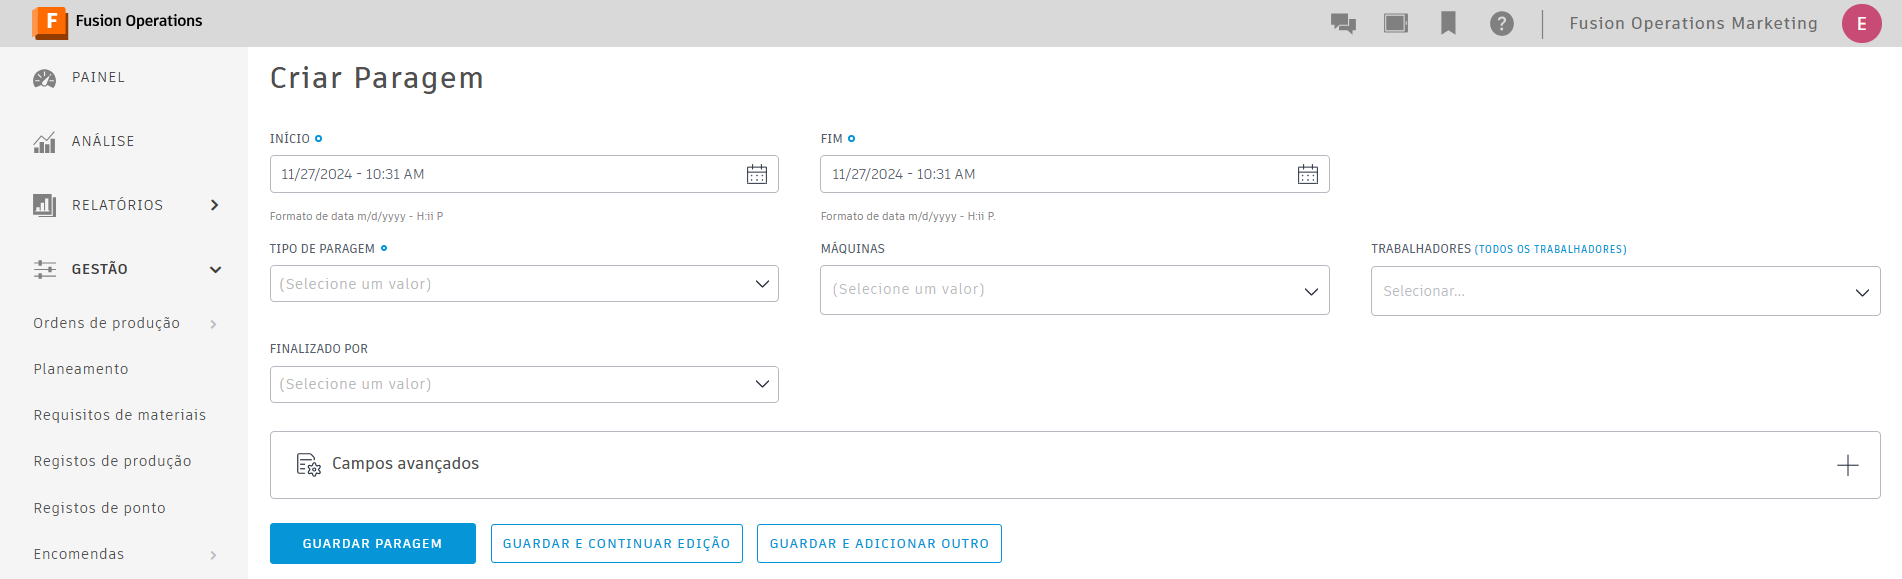 F Fusion Operations
Fusion Operations Marketing E
PAINEL
ANÁLISE
RELATÓRIOS
GESTÃO
Ordens de produção
Planeamento
Requisitos de materiais
Registos de produção
Registos de ponto
Encomendas
Criar Paragem
INÍCIO
11/27/2024 - 10:31 AM
Formato de data m/d/yyyy - H:ii P
FIM
11/27/2024 - 10:31 AM
Formato de data m/d/yyyy - H:ii P.
TIPO DE PARAGEM
(Selecione um valor)
MÁQUINAS
(Selecione um valor)
TRABALHADORES (TODOS OS TRABALHADORES)
Selecionar...
FINALIZADO POR
(Selecione um valor)
Campos avançados
GUARDAR PARAGEM
GUARDAR E CONTINUAR EDIÇÃO
GUARDAR E ADICIONAR OUTRO